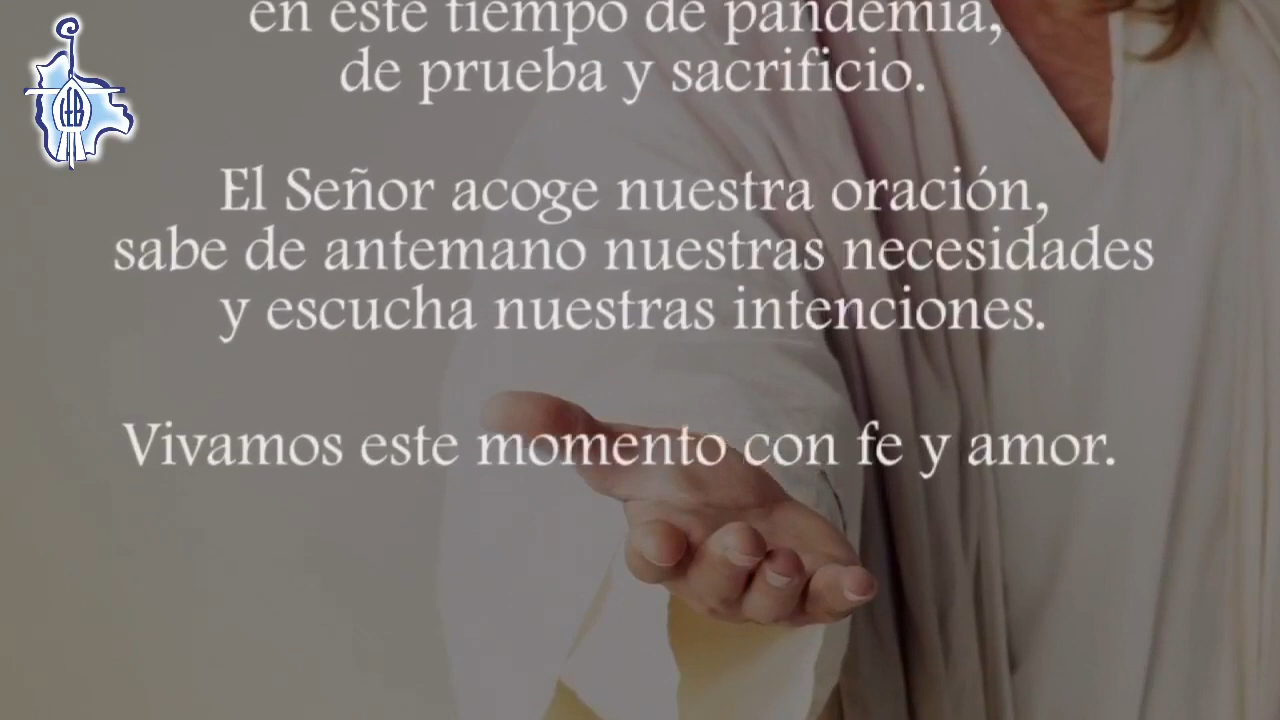 en este tiempo de pandemia,
de prueba y sacrificio.
El Señor acoge nuestra oración,
sabe de antemano nuestras necesidades
y escucha nuestras intenciones.
Vivamos este momento con fe y amor.